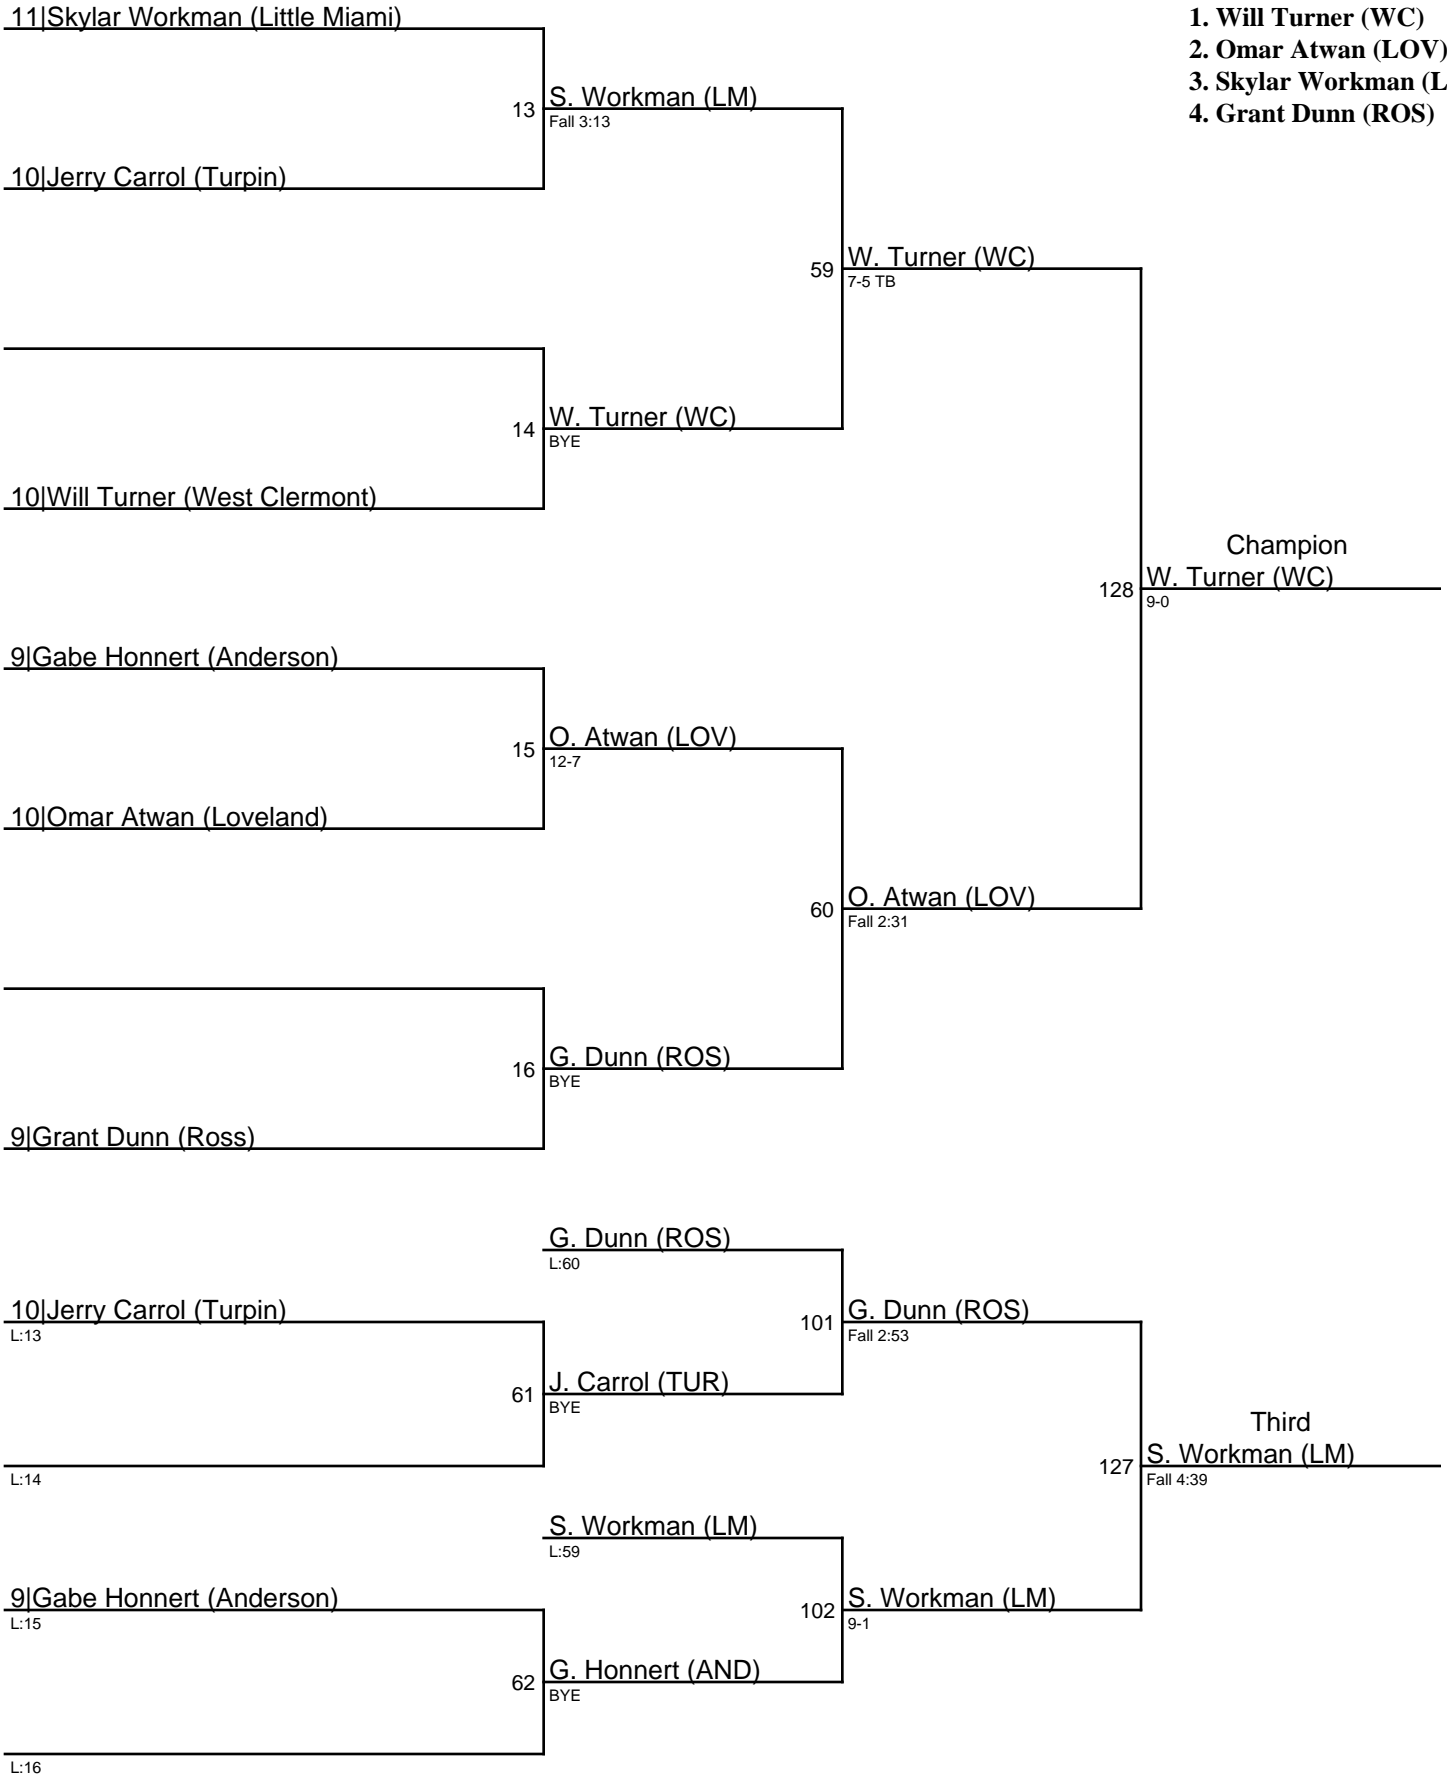 11|Skylar Workman (Little Miami)
1. Will Turner (WC)
2. Omar Atwan (LOV)
3. Skylar Workman (L
4. Grant Dunn (ROS)
13
S. Workman (LM)
Fall 3:13
10|Jerry Carrol (Turpin)
59
W. Turner (WC)
7-5 TB
14
W. Turner (WC)
BYE
10|Will Turner (West Clermont)
Champion
128
W. Turner (WC)
9-0
9|Gabe Honnert (Anderson)
15
O. Atwan (LOV)
12-7
10|Omar Atwan (Loveland)
60
O. Atwan (LOV)
Fall 2:31
16
G. Dunn (ROS)
BYE
9|Grant Dunn (Ross)
G. Dunn (ROS)
L:60
10|Jerry Carrol (Turpin)
L:13
101
G. Dunn (ROS)
Fall 2:53
61
J. Carrol (TUR)
BYE
Third
127
S. Workman (LM)
Fall 4:39
L:14
S. Workman (LM)
L:59
9|Gabe Honnert (Anderson)
L:15
102
S. Workman (LM)
9-1
62
G. Honnert (AND)
BYE
L:16